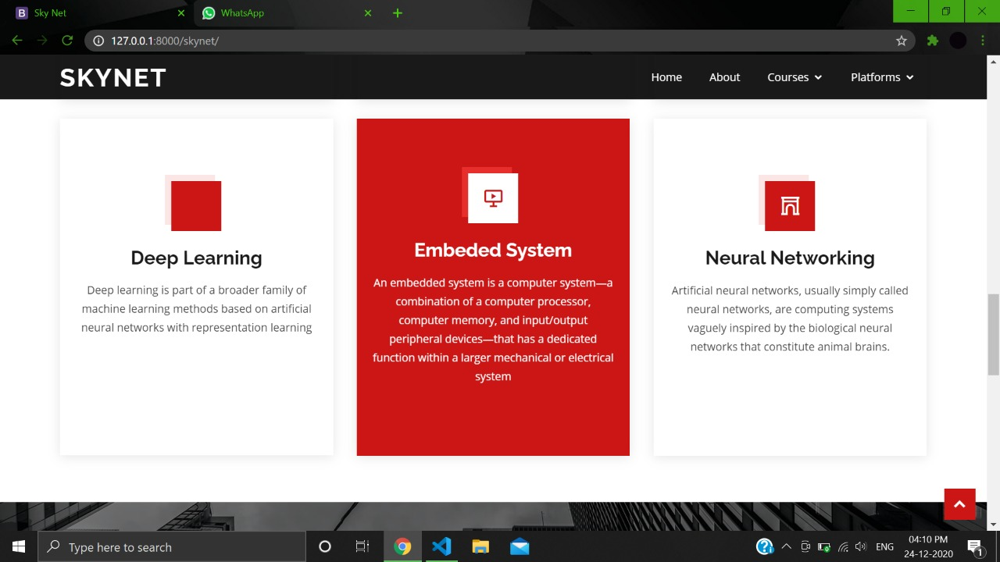 Sky Net
WhatsApp
127.0.0.1:8000/skynet/
SKYNET
Home About Courses Platforms
Deep Learning
Deep learning is part of a broader family of
machine learning methods based on artificial
neural networks with representation learning
Embeded System
An embedded system is a computer system—a
combination of a computer processor,
computer memory, and input/output
peripheral devices—that has a dedicated
function within a larger mechanical or electrical
system
Neural Networking
Artificial neural networks, usually simply called
neural networks, are computing systems
vaguely inspired by the biological neural
networks that constitute animal brains.
Type here to search
ENG
04:10 PM
24-12-2020
1